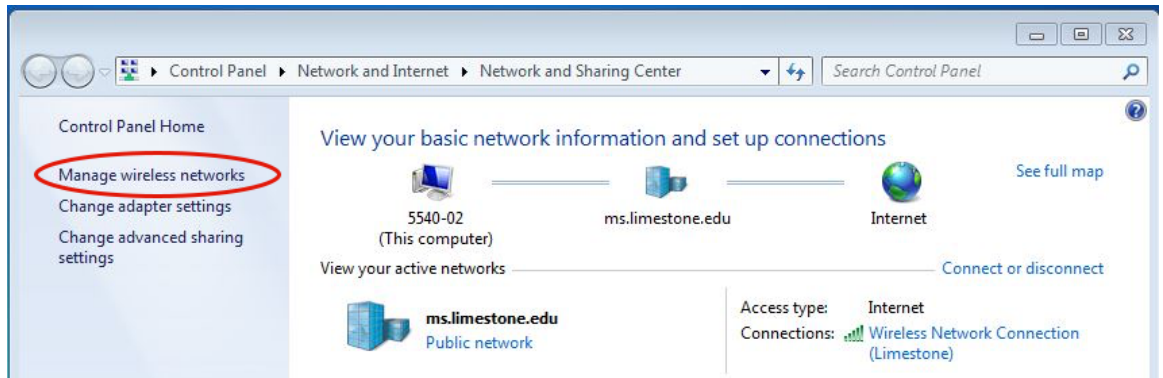 Control Panel ▸ Network and Internet ▸ Network and Sharing Center
Search Control Panel
Control Panel Home
Manage wireless networks
Change adapter settings
Change advanced sharing
settings
View your basic network information and set up connections
See full map
5540-02
(This computer)
ms.limestone.edu
Internet
View your active networks
Connect or disconnect
ms.limestone.edu
Public network
Access type: Internet
Connections: Wireless Network Connection
(Limestone)